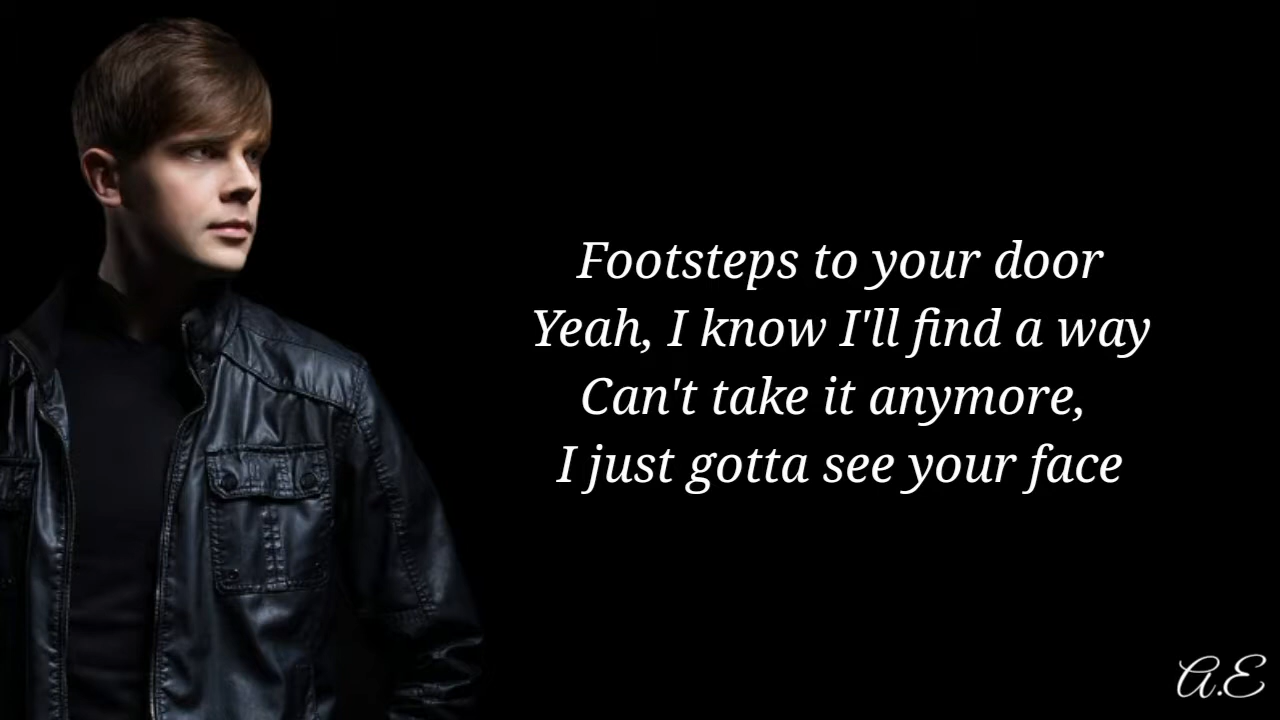 Footsteps to your door
Yeah, I know I'll find a way
Can't take it anymore,
I just gotta see your face
A.E